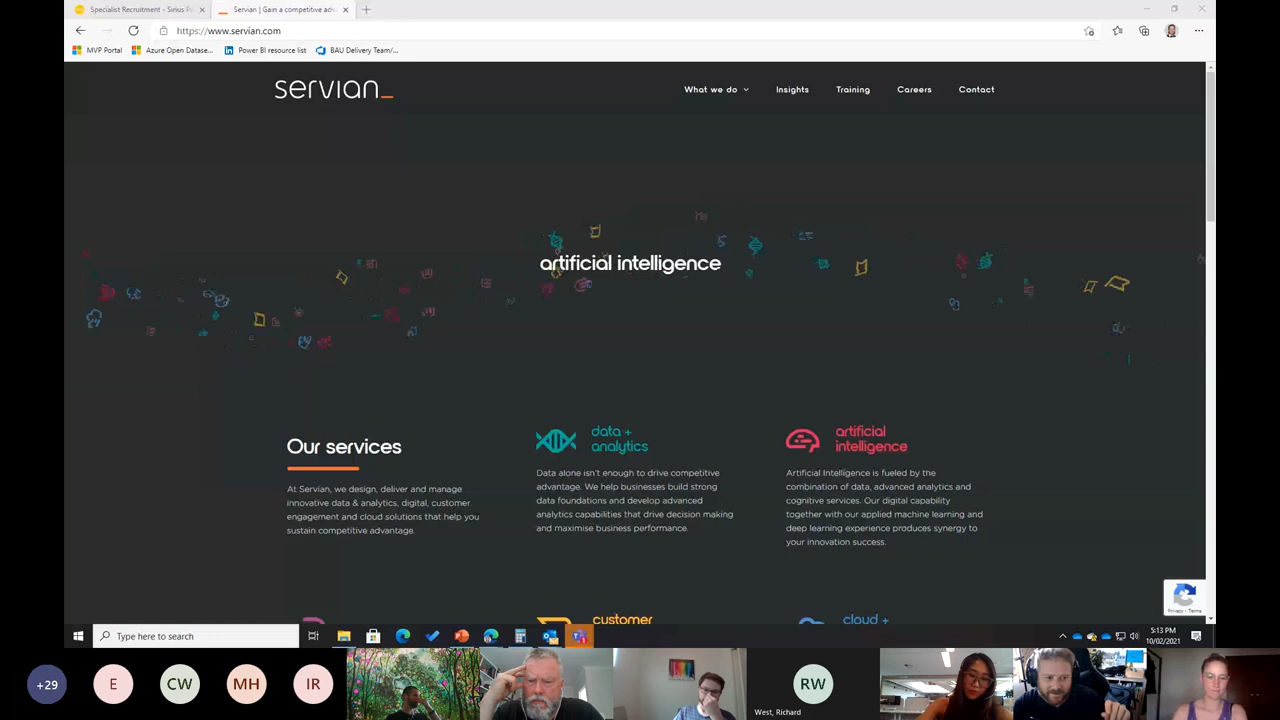 Specialist Recruitment - Sirius P
Servian | Gain a competitive adv
https://www.servian.com
MVP Portal
Azure Open Datase...
Power BI resource list
BAU Delivery Team/...
servian_
What we do
Insights
Training
Careers
Contact
artificial intelligence
Our services
At Servian, we design, deliver and manage
innovative data & analytics, digital, customer
engagement and cloud solutions that help you
sustain competitive advantage.
data +
analytics
Data alone isn't enough to drive competitive
advantage. We help businesses build strong
data foundations and develop advanced
analytics capabilities that drive decision making
and maximise business performance.
artificial
intelligence
Artificial Intelligence is fueled by the
combination of data, advanced analytics and
cognitive services. Our digital capability
together with our applied machine learning and
deep learning experience produces synergy to
your innovation success.
customer
cloud +
Privacy - Terms
Type here to search
5:13 PM
10/02/2021
+29
E
CW
MH
IR
RW
West, Richard